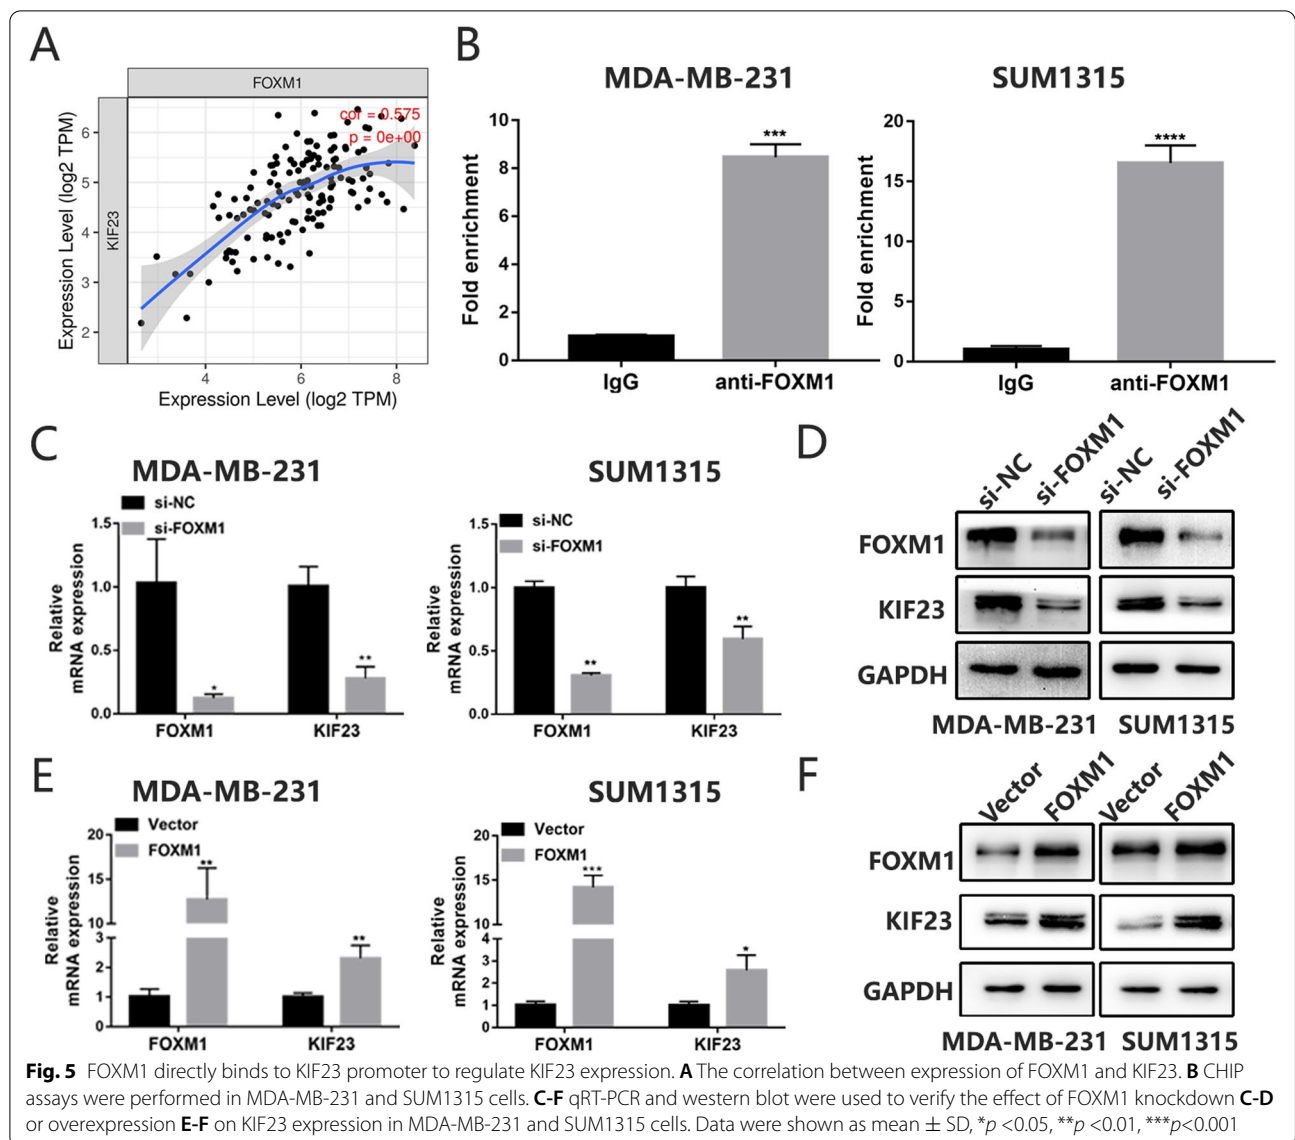 A
FOXM1
KIF23
Expression Level (log2 TPM)
cor = 0.575
p = 0e+00
6
5
4
3
2
4
6
8
Expression Level (log2 TPM)
B
MDA-MB-231
Fold enrichment
10
8
6
4
2
0
***
IgG
anti-FOXM1
SUM1315
Fold enrichment
20
15
10
5
0
****
IgG
anti-FOXM1
C
MDA-MB-231
si-NC
si-FOXM1
Relative
mRNA expression
1.5
1.0
0.5
0.0
*
**
FOXM1
KIF23
SUM1315
si-NC
si-FOXM1
Relative
mRNA expression
1.5
1.0
0.5
0.0
**
**
FOXM1
KIF23
D
si-NC
si-FOXM1
si-NC
si-FOXM1
FOXM1
KIF23
GAPDH
MDA-MB-231
SUM1315
E
MDA-MB-231
Vector
FOXM1
Relative
mRNA expression
20
15
10
3
2
1
0
**
**
FOXM1
KIF23
SUM1315
Vector
FOXM1
Relative
mRNA expression
20
15
10
4
3
2
1
0
***
*
FOXM1
KIF23
F
Vector
FOXM1
Vector
FOXM1
FOXM1
KIF23
GAPDH
MDA-MB-231
SUM1315
Fig. 5 FOXM1 directly binds to KIF23 promoter to regulate KIF23 expression. A The correlation between expression of FOXM1 and KIF23. B CHIP
assays were performed in MDA-MB-231 and SUM1315 cells. C-F qRT-PCR and western blot were used to verify the effect of FOXM1 knockdown C-D
or overexpression E-F on KIF23 expression in MDA-MB-231 and SUM1315 cells. Data were shown as mean ± SD, *p <0.05, **p <0.01, ***p<0.001